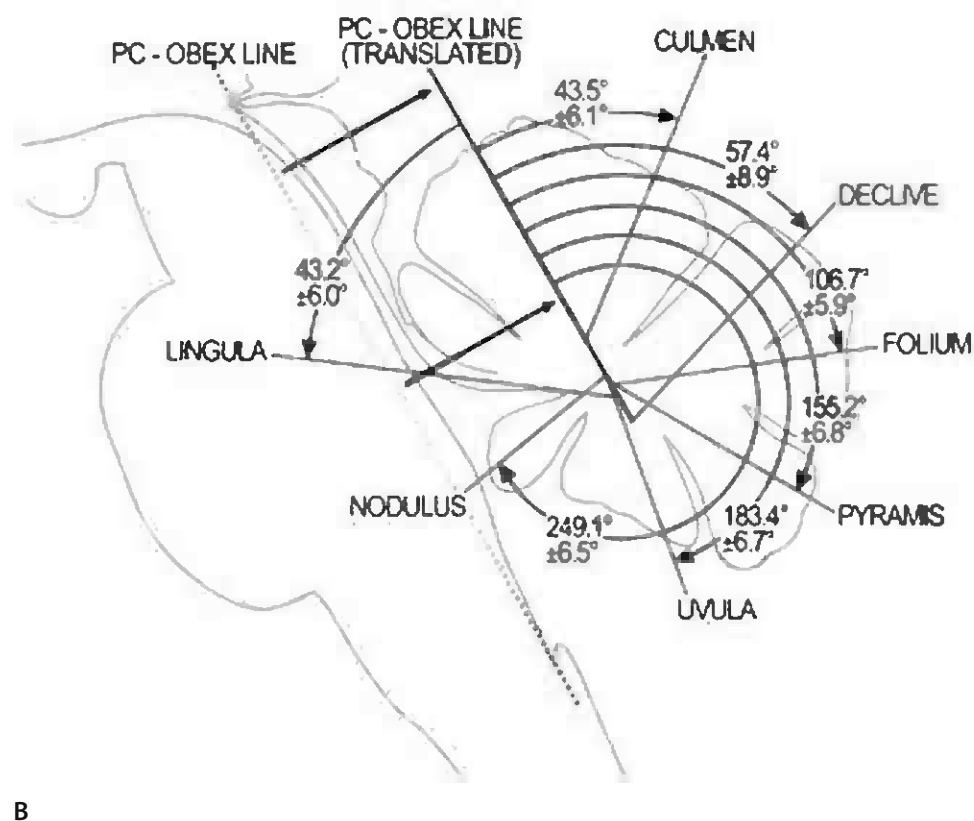 PC - OBEX LINE
PC - OBEX LINE
(TRANSLATED)
CULMEN
43.5°
±6.1°
57.4°
±8.9°
DECLIVE
43.2°
±6.0°
106.7°
±5.9°
LINGULA
FOLIUM
155.2°
±6.8°
NODULUS
249.1°
±6.5°
183.4°
±6.7°
PYRAMIS
UVULA
B